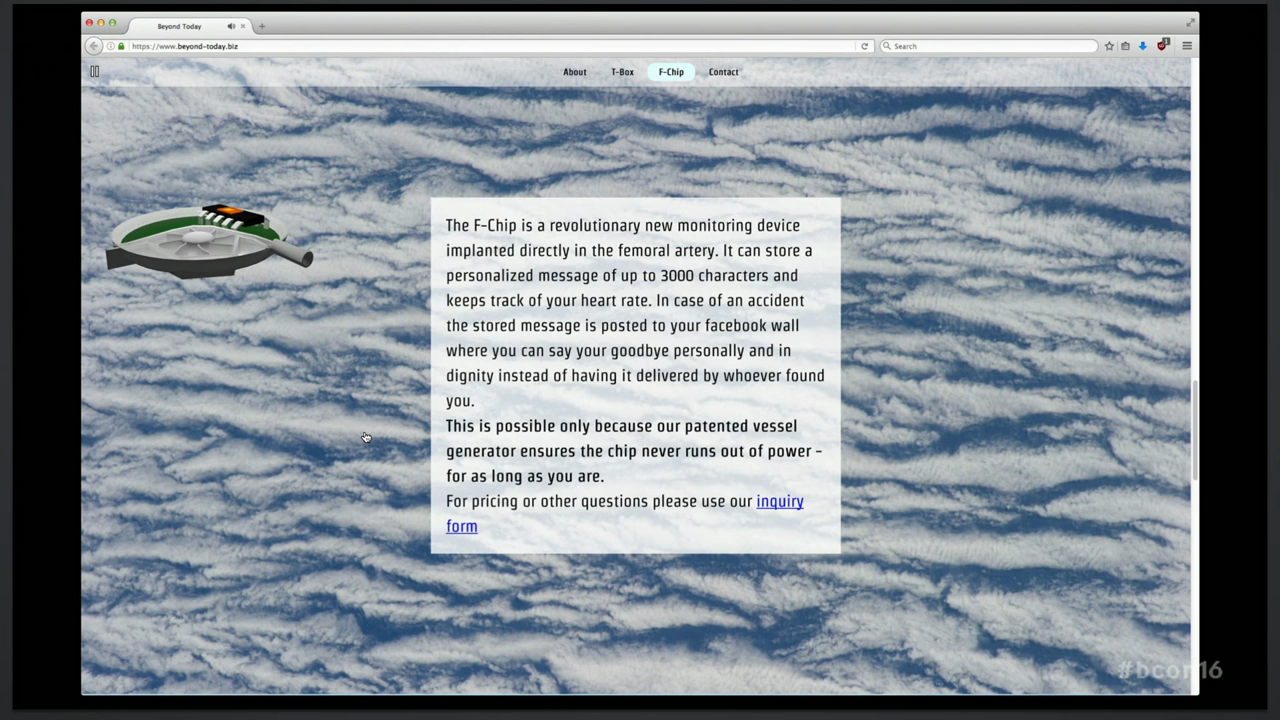 Beyond Today
https://www.beyond-today.biz
Search
1
About T-Box F-Chip Contact
The F-Chip is a revolutionary new monitoring device
implanted directly in the femoral artery. It can store a
personalized message of up to 3000 characters and
keeps track of your heart rate. In case of an accident
the stored message is posted to your facebook wall
where you can say your goodbye personally and in
dignity instead of having it delivered by whoever found
you.
This is possible only because our patented vessel
generator ensures the chip never runs out of power -
for as long as you are.
For pricing or other questions please use our inquiry
form
#bcon16